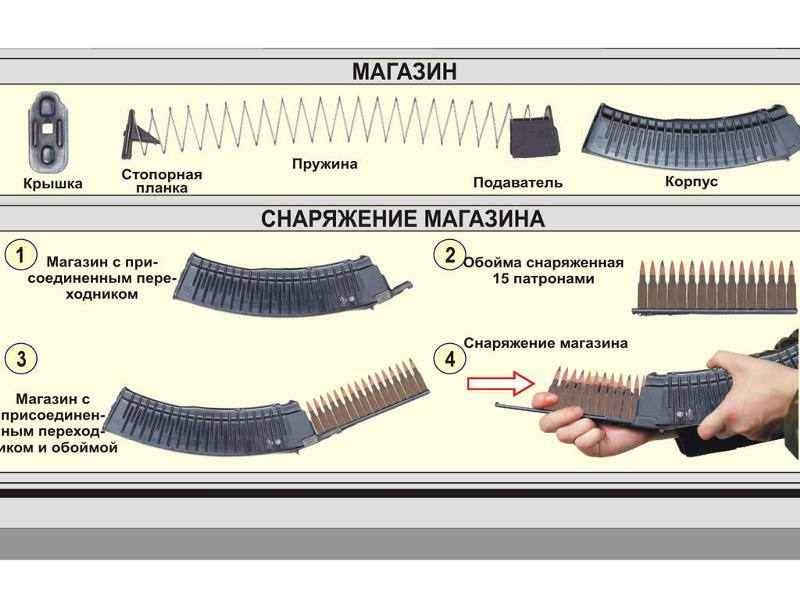 МАГАЗИН
Крышка
Стопорная
планка
Пружина
Подаватель
Корпус
СНАРЯЖЕНИЕ МАГАЗИНА
1
Магазин с при-
соединенным пере-
ходником
2
Обойма снаряженная
15 патронами
3
Магазин с
присоединен-
ным переход-
иком и обоймой
4
Снаряжение магазина